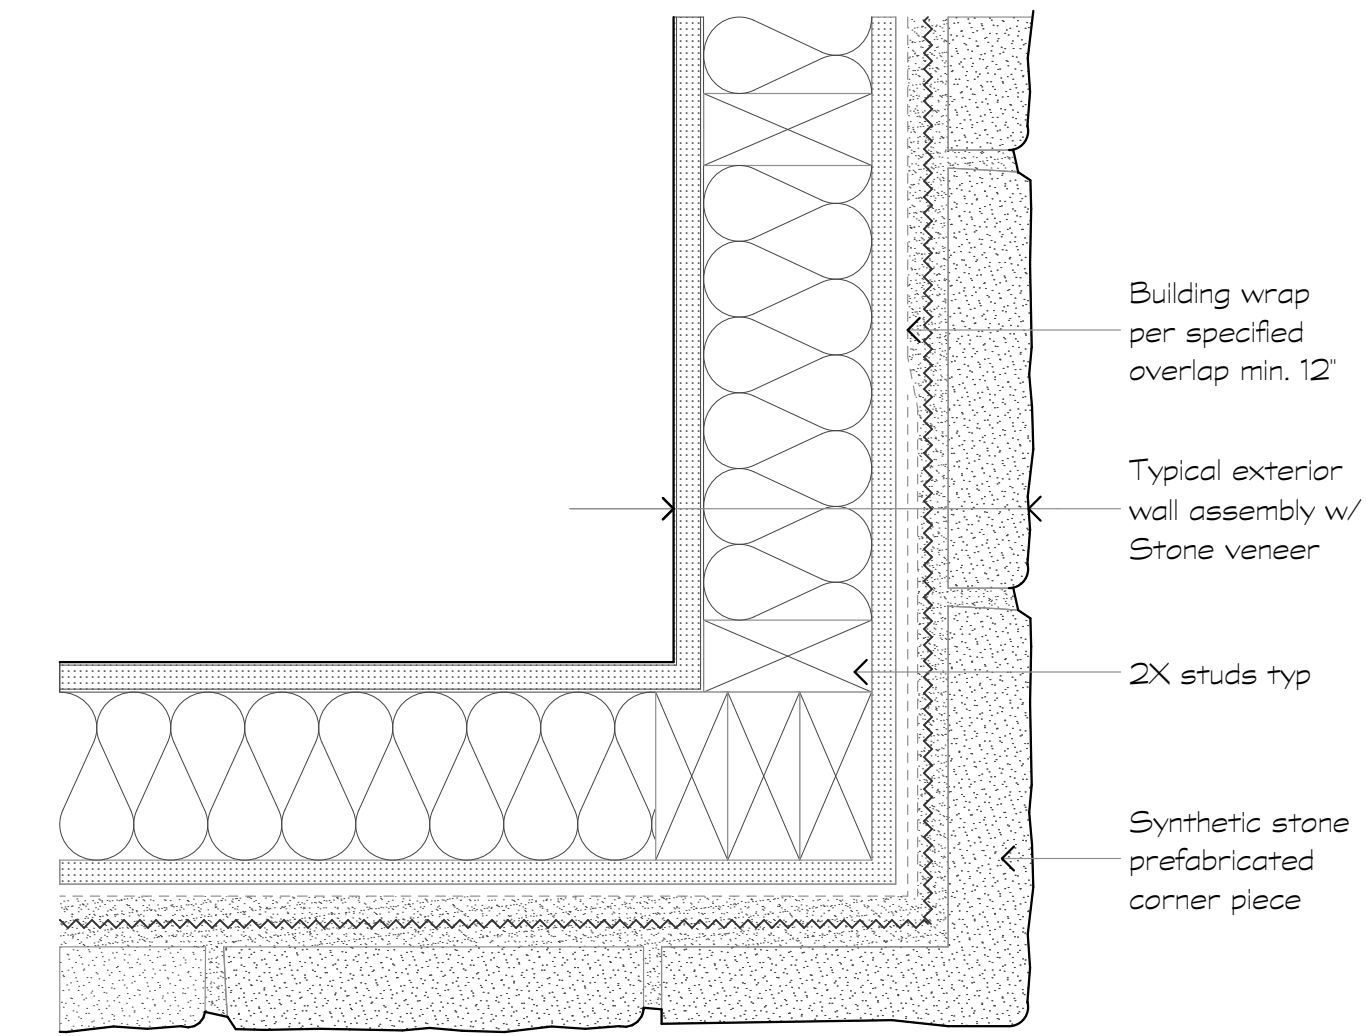 Building wrap
per specified
overlap min. 12"
Typical exterior
wall assembly w/
Stone veneer
2X studs typ
Synthetic stone
prefabricated
corner piece